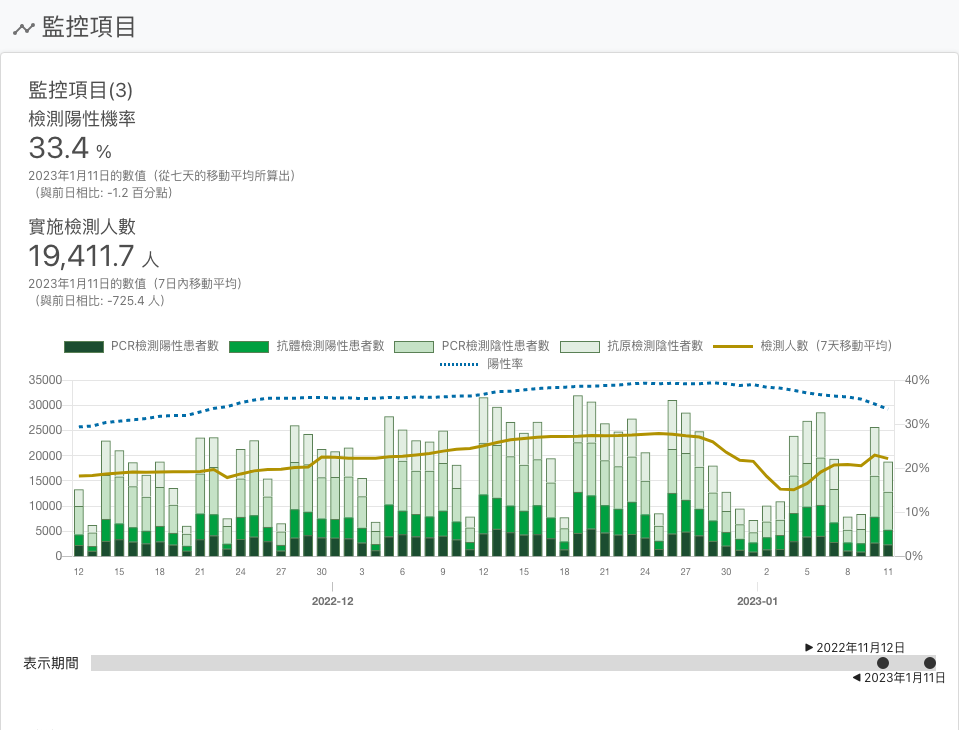 監控項目
監控項目(3)
檢測陽性機率
33.4 %
2023年1月11日的數值（從七天的移動平均所算出）
（與前日相比: -1.2 百分點）
實施檢測人數
19,411.7 人
2023年1月11日的數值（7日內移動平均）
（與前日相比: -725.4 人）
PCR檢測陽性患者數 抗體檢測陽性患者數 PCR檢測陰性患者數 抗原檢測陰性者數 檢測人數（7天移動平均）
陽性率
35000 40%
30000
25000 30%
20000
15000 20%
10000 10%
5000
0 0%
12 15 18 21 24 27 30 3 6 9 12 15 18 21 24 27 30 2 5 8 11
2022-12 2023-01
▶ 2022年11月12日
表示期間
◀ 2023年1月11日